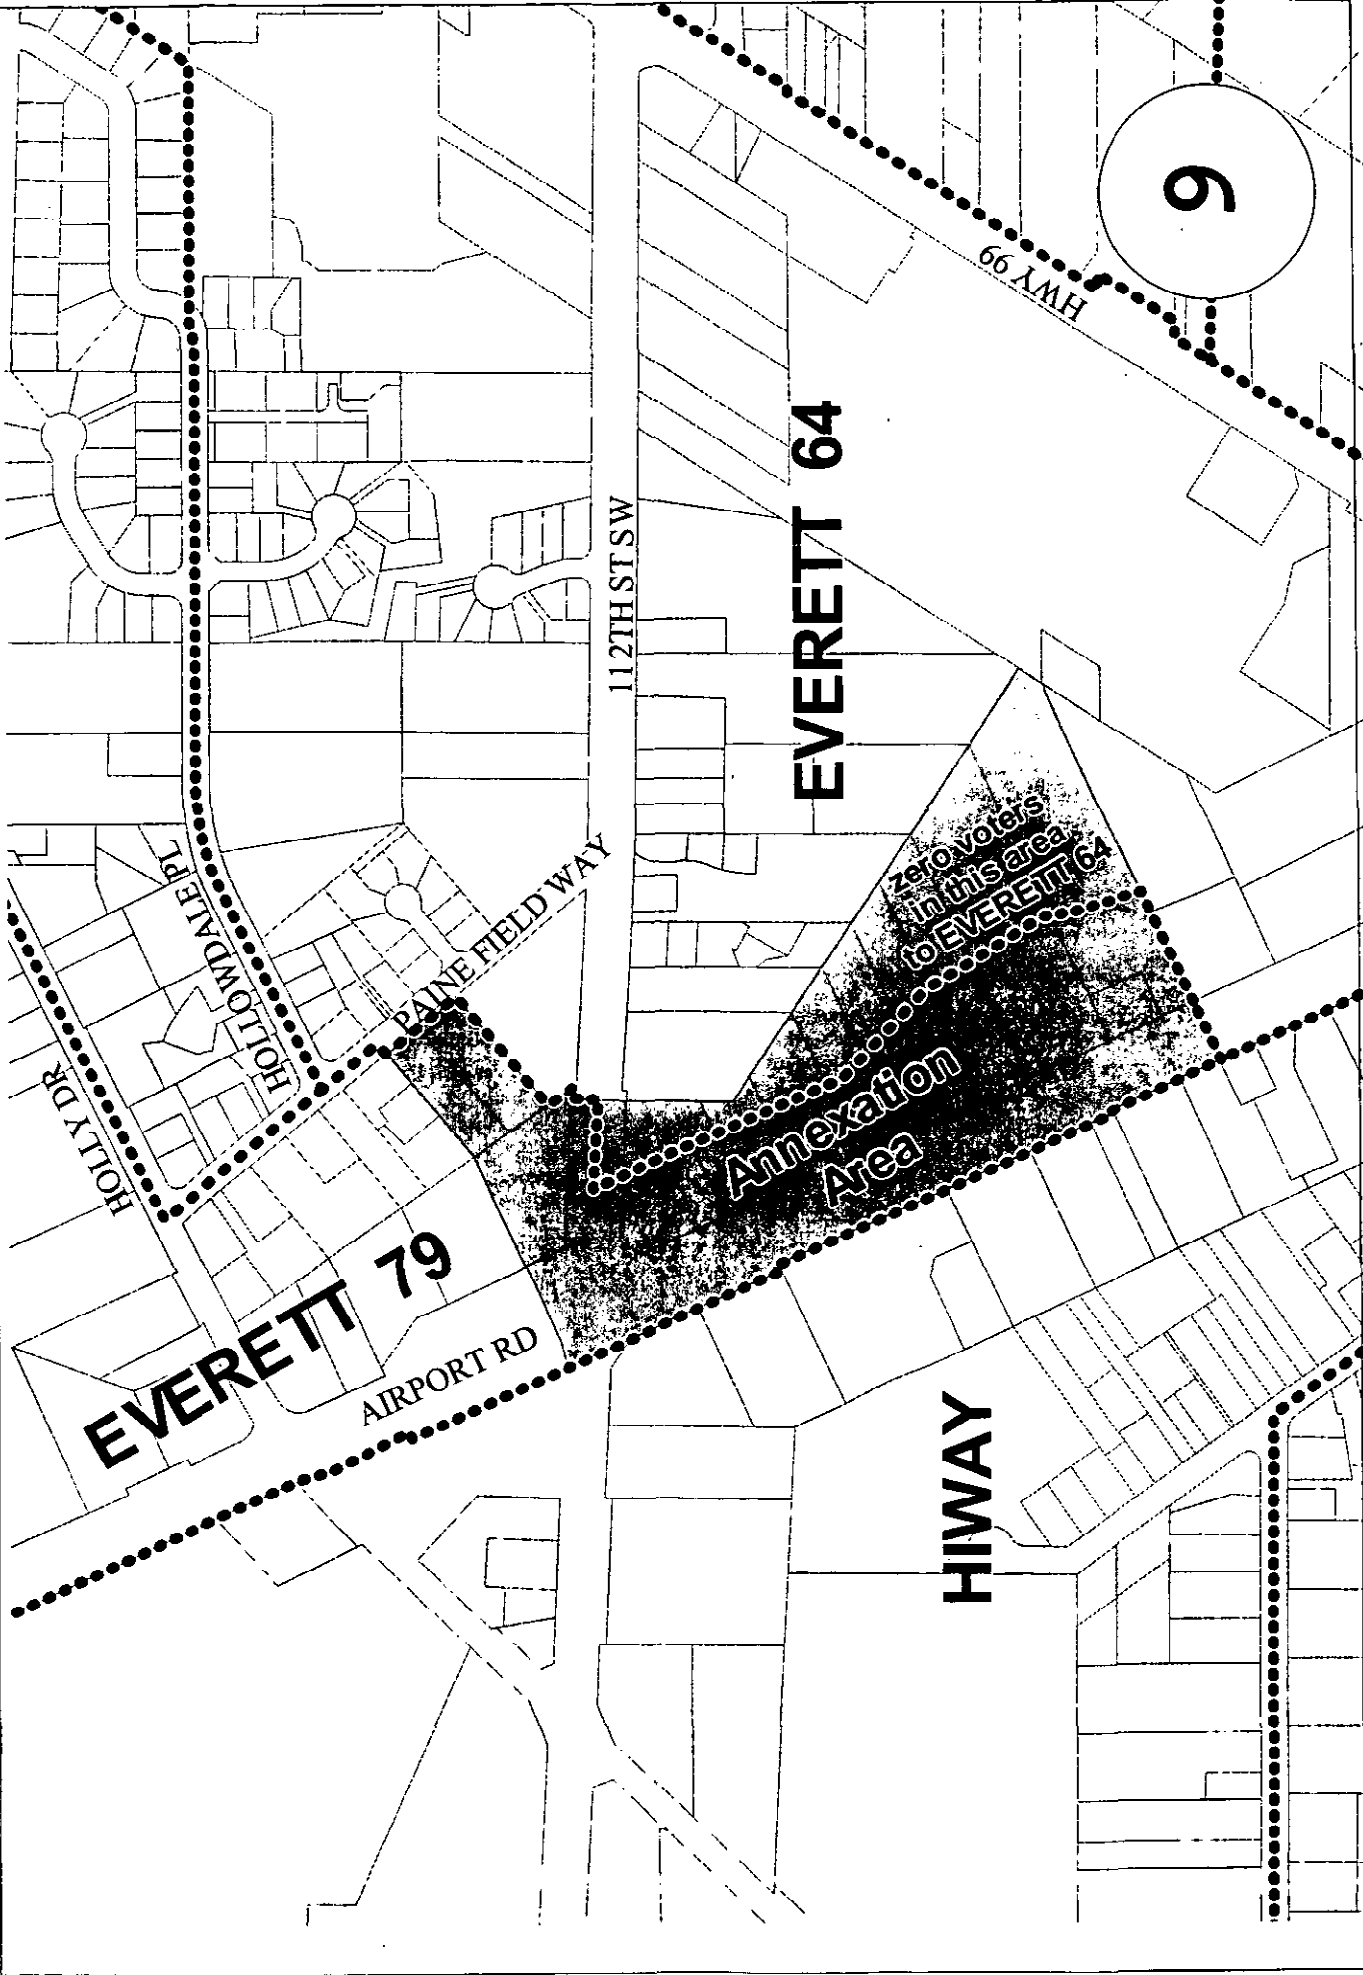 9
HWY 99
EVERETT 64
112TH ST SW
zero voters
in this area
to EVERETT 64
PAINE FIELD WAY
HOLLOWDALE PL
HOLLY DR
Annexation
Area
EVERETT 79
AIRPORT RD
HIWAY